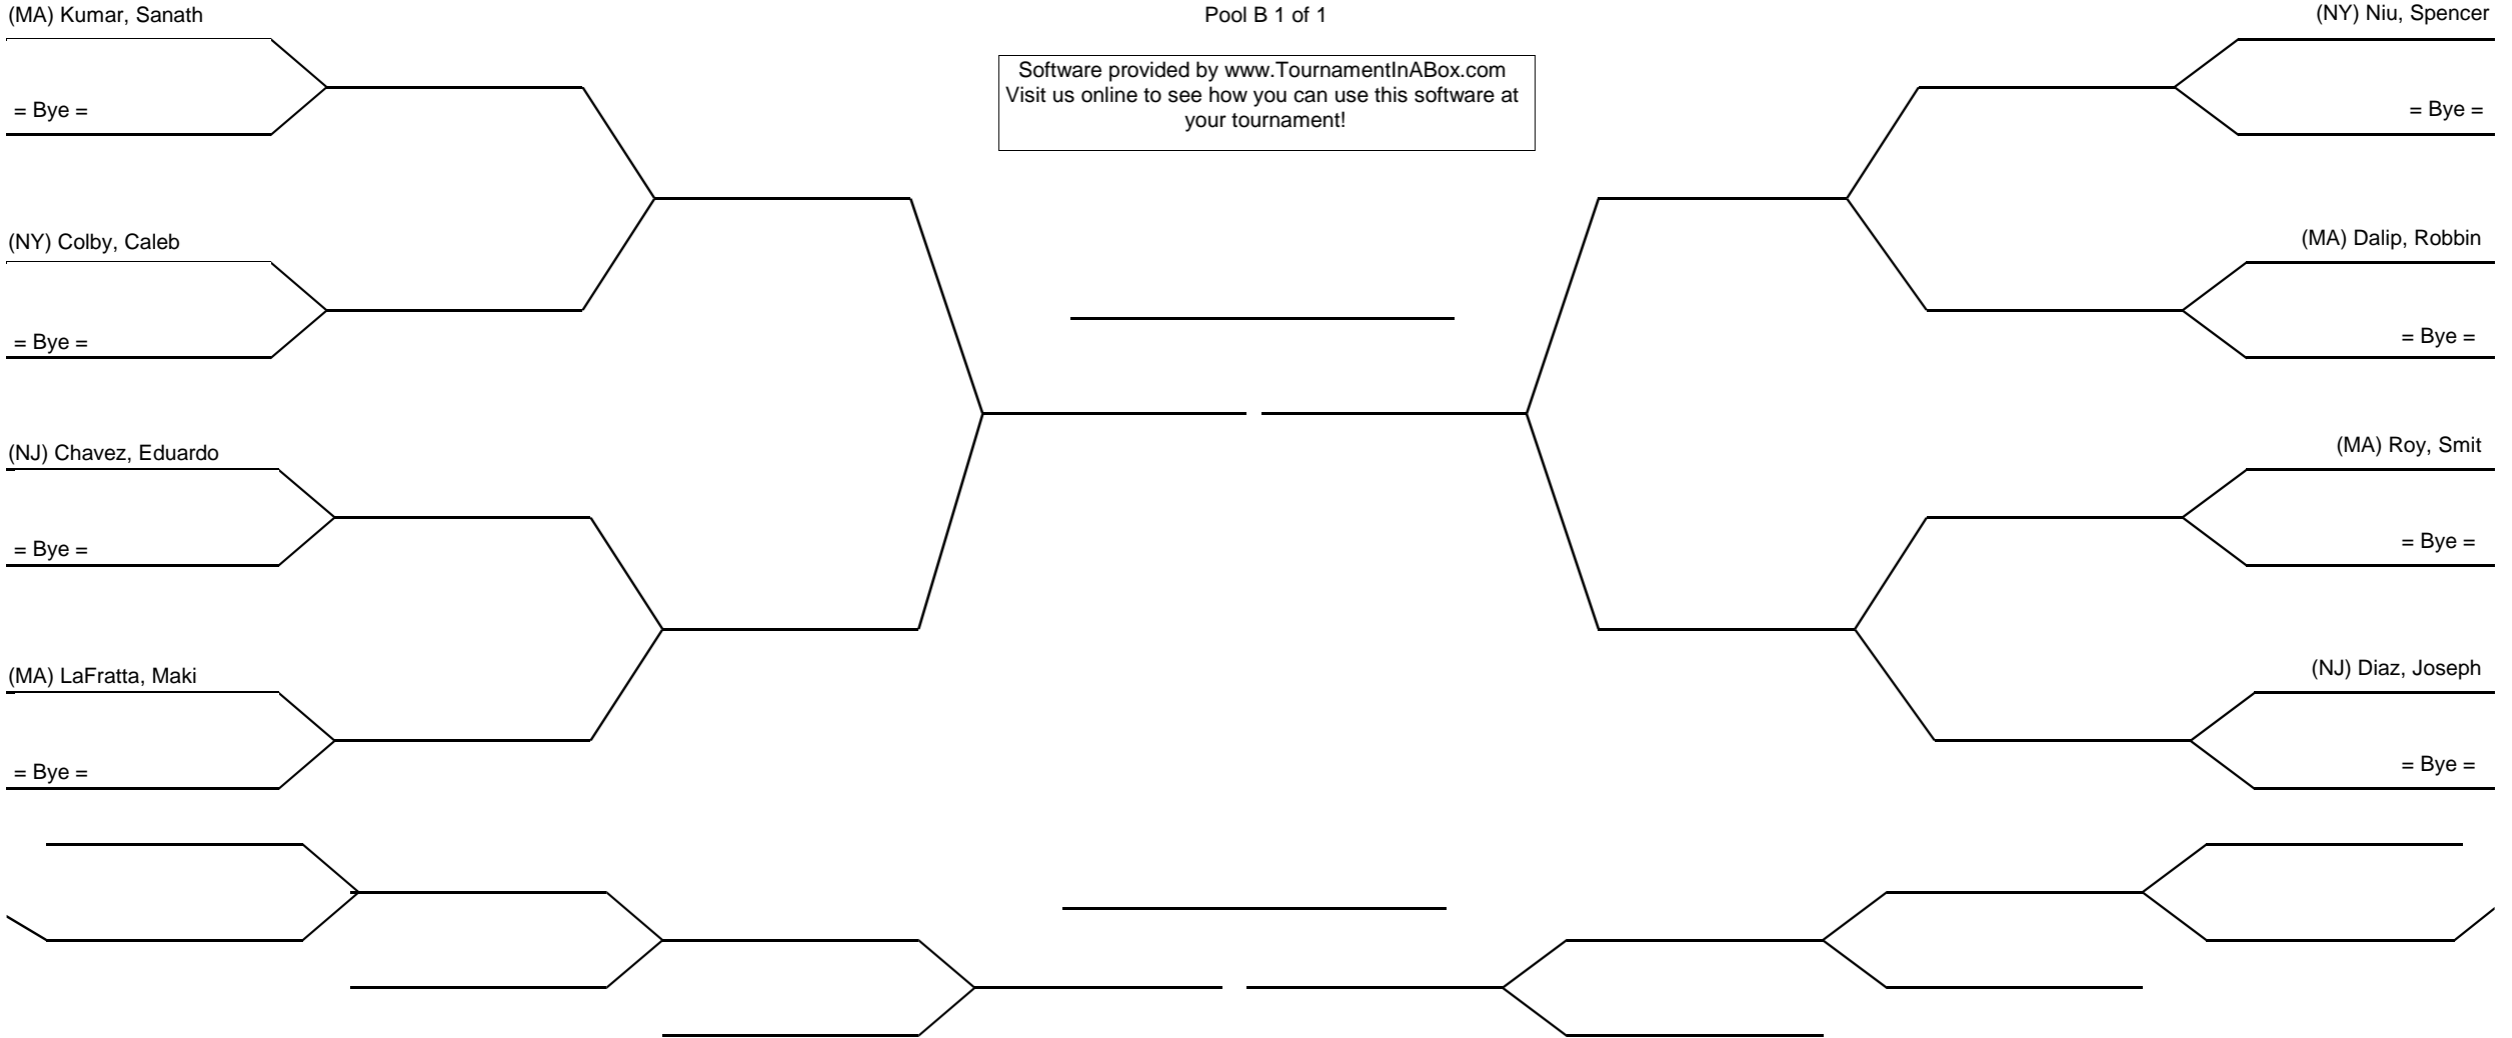 (MA) Kumar, Sanath
Pool B 1 of 1
(NY) Niu, Spencer
Software provided by www.TournamentInABox.com
Visit us online to see how you can use this software at
your tournament!
= Bye =
= Bye =
(NY) Colby, Caleb
(MA) Dalip, Robbin
= Bye =
= Bye =
(NJ) Chavez, Eduardo
(MA) Roy, Smit
= Bye =
= Bye =
(MA) LaFratta, Maki
(NJ) Diaz, Joseph
= Bye =
= Bye =